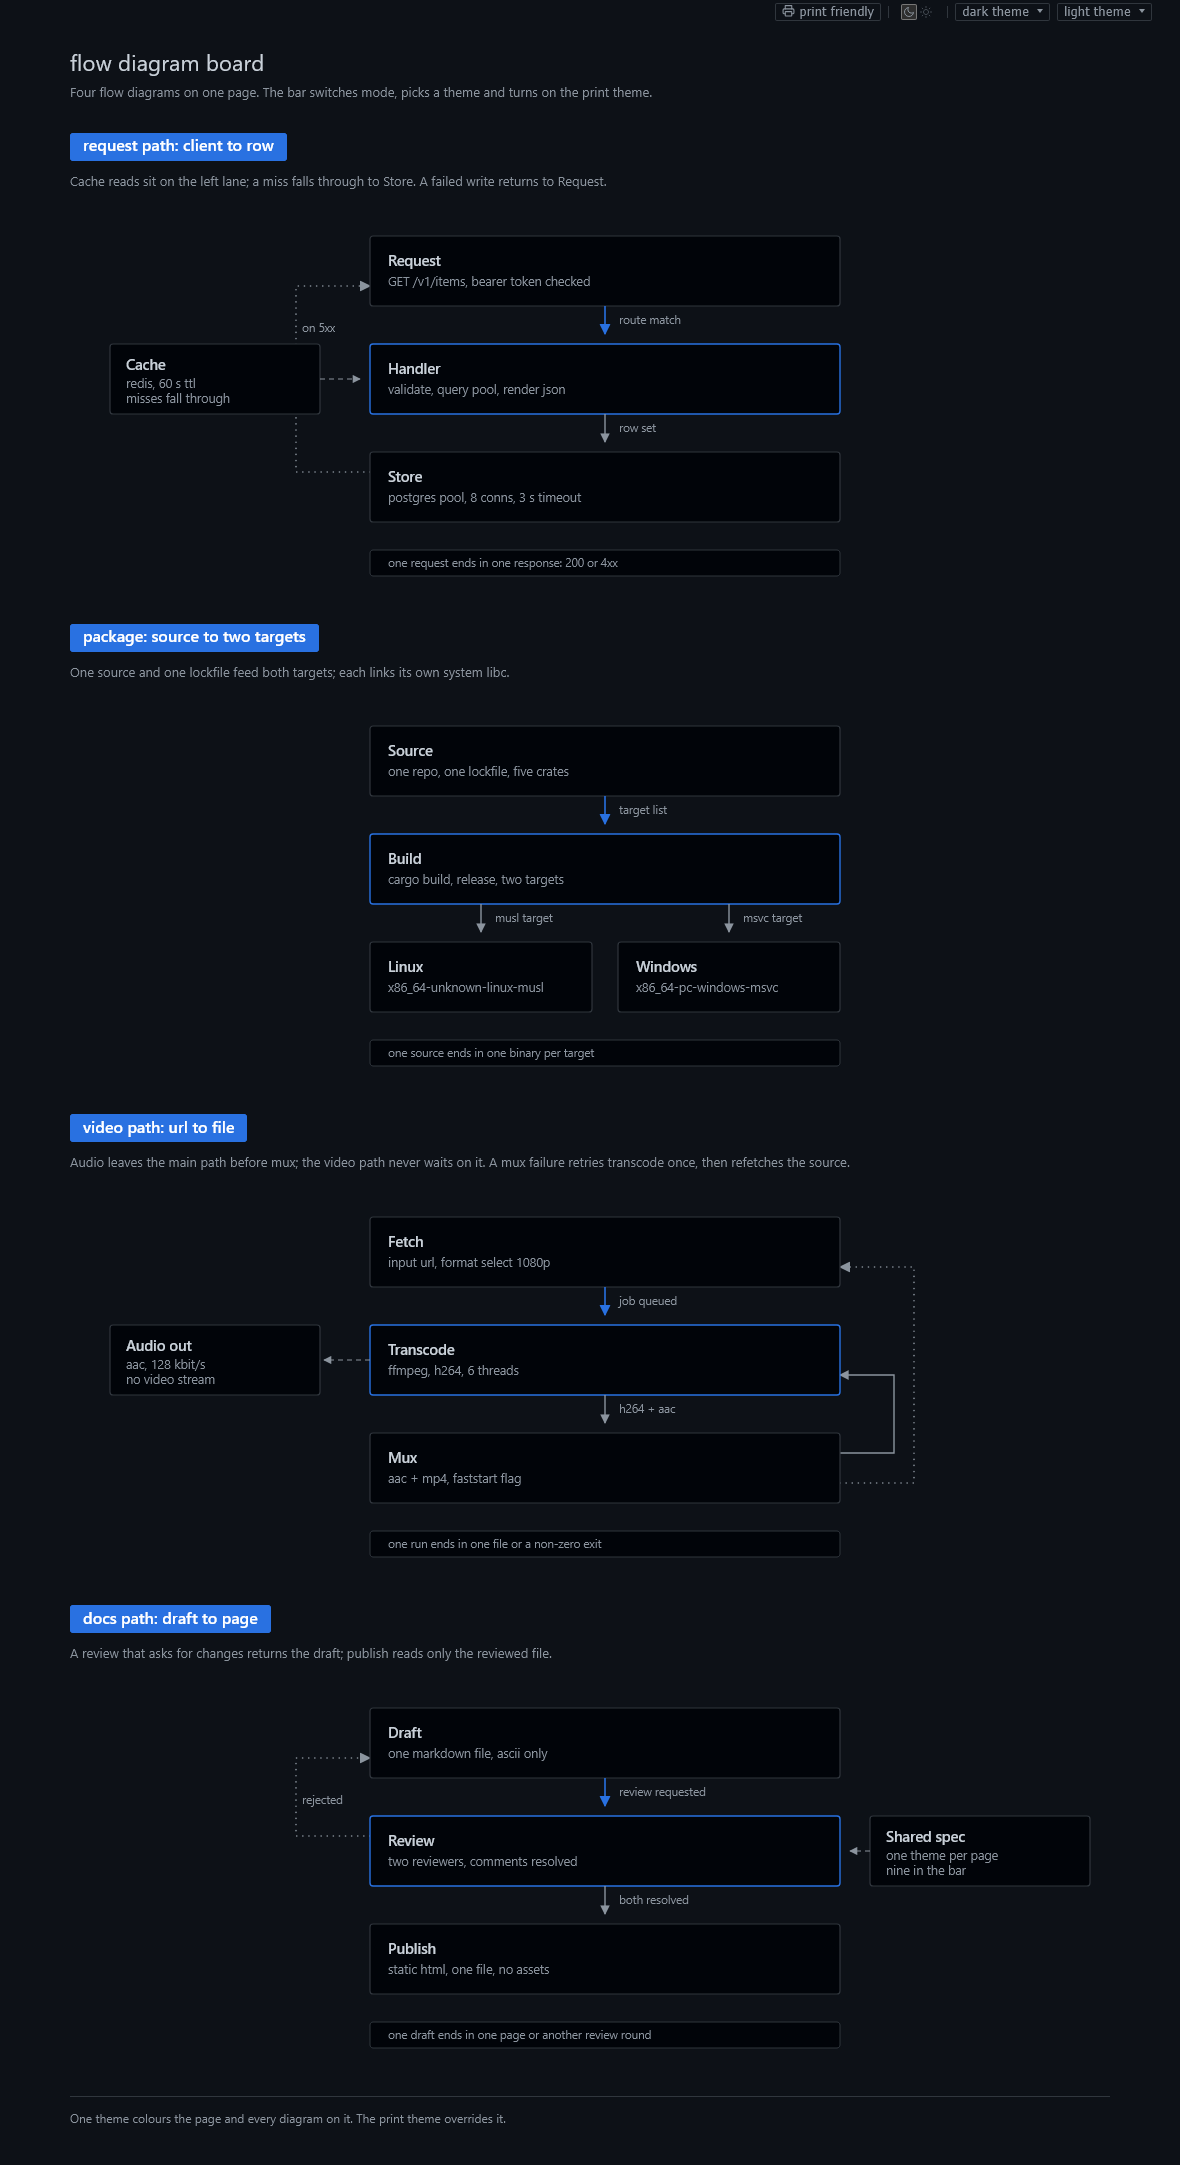 print friendly
dark theme
light theme
flow diagram board
Four flow diagrams on one page. The bar switches mode, picks a theme and turns on the print theme.
request path: client to row
Cache reads sit on the left lane; a miss falls through to Store. A failed write returns to Request.
Request
GET /v1/items, bearer token checked
route match
on 5xx
Cache
redis, 60 s ttl
misses fall through
Handler
validate, query pool, render json
row set
Store
postgres pool, 8 conns, 3 s timeout
one request ends in one response: 200 or 4xx
package: source to two targets
One source and one lockfile feed both targets; each links its own system libc.
Source
one repo, one lockfile, five crates
target list
Build
cargo build, release, two targets
musl target
msvc target
Linux
x86_64-unknown-linux-musl
Windows
x86_64-pc-windows-msvc
one source ends in one binary per target
video path: url to file
Audio leaves the main path before mux; the video path never waits on it. A mux failure retries transcode once, then refetches the source.
Fetch
input url, format select 1080p
job queued
Audio out
aac, 128 kbit/s
no video stream
Transcode
ffmpeg, h264, 6 threads
h264 + aac
Mux
aac + mp4, faststart flag
one run ends in one file or a non-zero exit
docs path: draft to page
A review that asks for changes returns the draft; publish reads only the reviewed file.
Draft
one markdown file, ascii only
review requested
rejected
Review
two reviewers, comments resolved
Shared spec
one theme per page
nine in the bar
both resolved
Publish
static html, one file, no assets
one draft ends in one page or another review round
One theme colours the page and every diagram on it. The print theme overrides it.